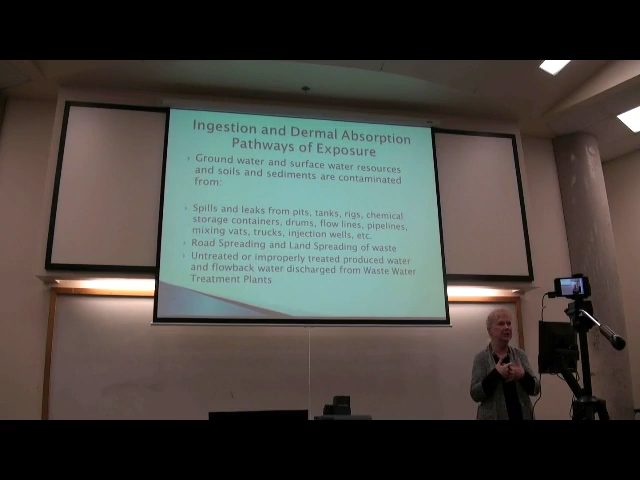 Ingestion and Dermal Absorption
Pathways of Exposure
Ground water and surface water resources
and soils and sediments are contaminated
from:
Spills and leaks from pits, tanks, rigs, chemical
storage containers, drums, flow lines, pipelines,
mixing vats, trucks, injection wells, etc.
Road Spreading and Land Spreading of waste
Untreated or improperly treated produced water
and flowback water discharged from Waste Water
Treatment Plants